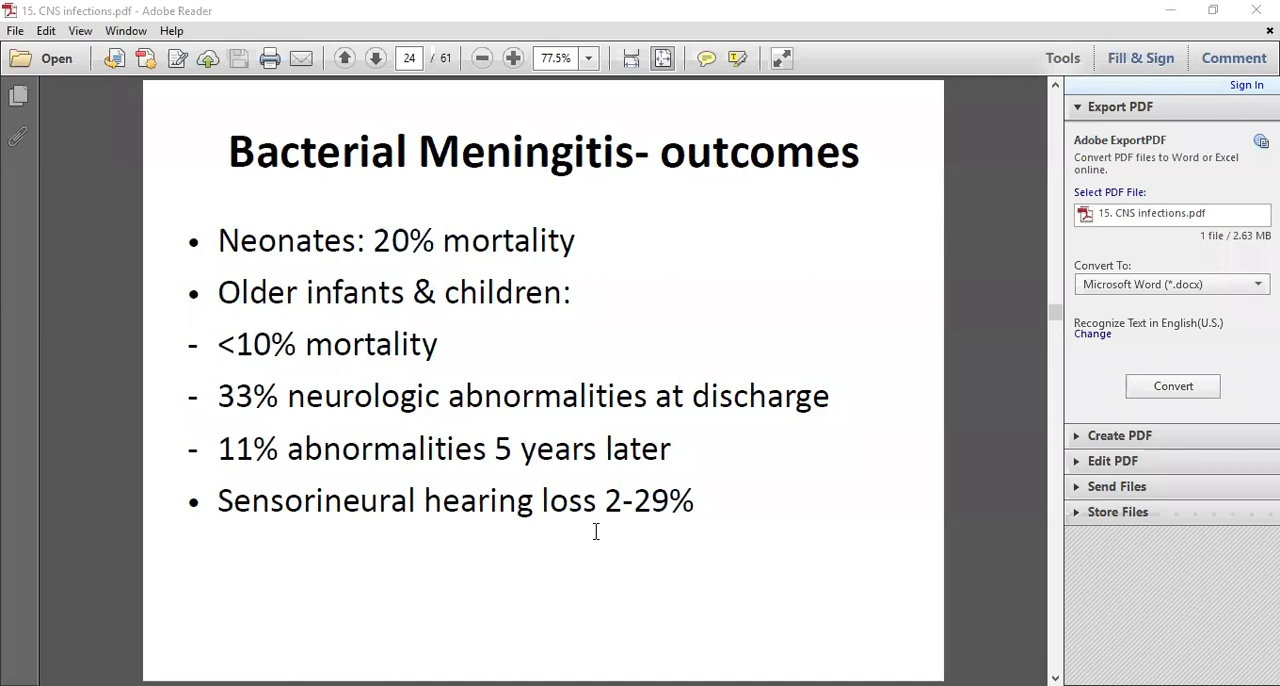 15. CNS infections.pdf - Adobe Reader
File Edit View Window Help
Open 24 / 61 77.5% Tools Fill & Sign Comment
Sign In
Bacterial Meningitis- outcomes
• Neonates: 20% mortality
• Older infants & children:
- <10% mortality
- 33% neurologic abnormalities at discharge
- 11% abnormalities 5 years later
• Sensorineural hearing loss 2-29%
Export PDF
Adobe ExportPDF
Convert PDF files to Word or Excel
online.
Select PDF File:
15. CNS infections.pdf
1 file / 2.63 MB
Convert To:
Microsoft Word (*.docx)
Recognize Text in English(U.S.)
Change
Convert
Create PDF
Edit PDF
Send Files
Store Files